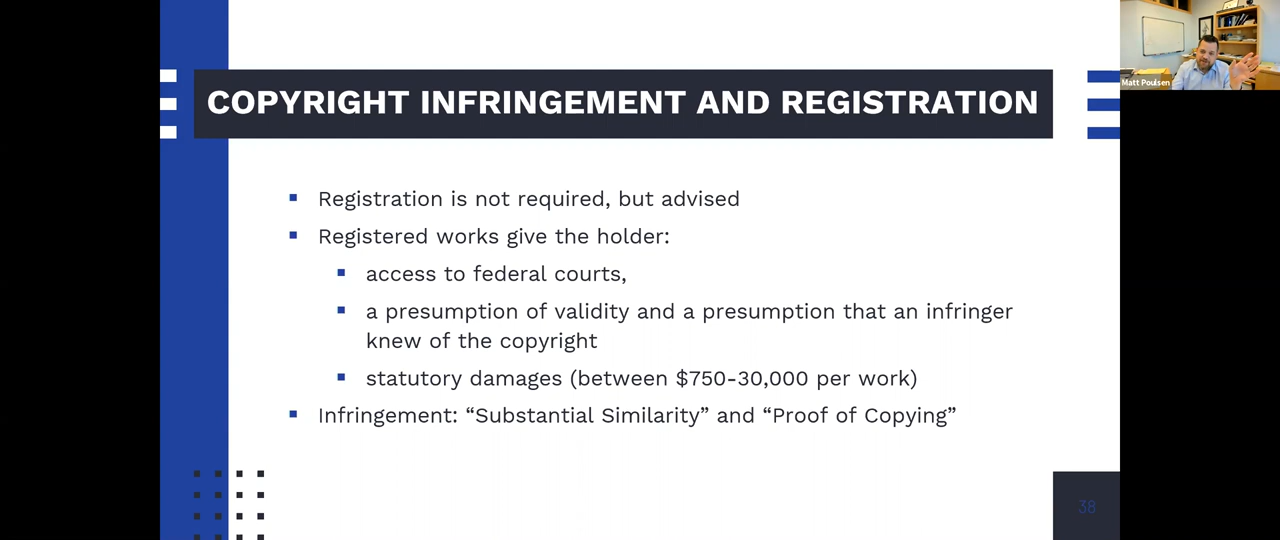 COPYRIGHT INFRINGEMENT AND REGISTRATION
Matt Poulsen
Registration is not required, but advised
Registered works give the holder:
access to federal courts,
a presumption of validity and a presumption that an infringer
knew of the copyright
statutory damages (between $750-30,000 per work)
Infringement: “Substantial Similarity” and “Proof of Copying”
38